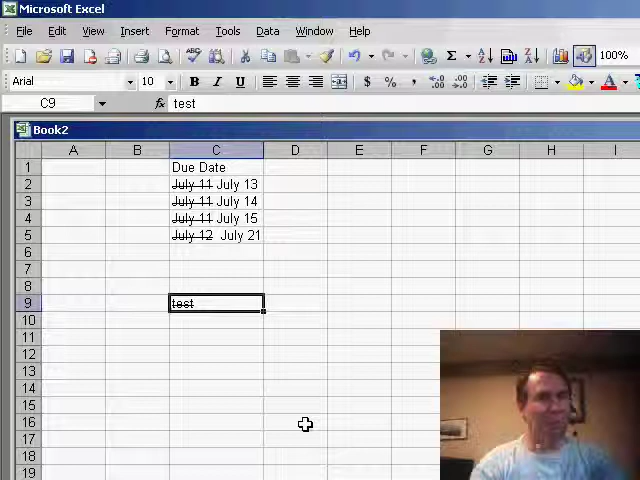 Microsoft Excel
File Edit View Insert Format Tools Data Window Help
100%
Arial 10 B I U $ %
C9 fx test
Book2
A B C D E F G H I
1 Due Date
2 July 11 July 13
3 July 11 July 14
4 July 11 July 15
5 July 12 July 21
6
7
8
9 test
10
11
12
13
14
15
16
17
18
19